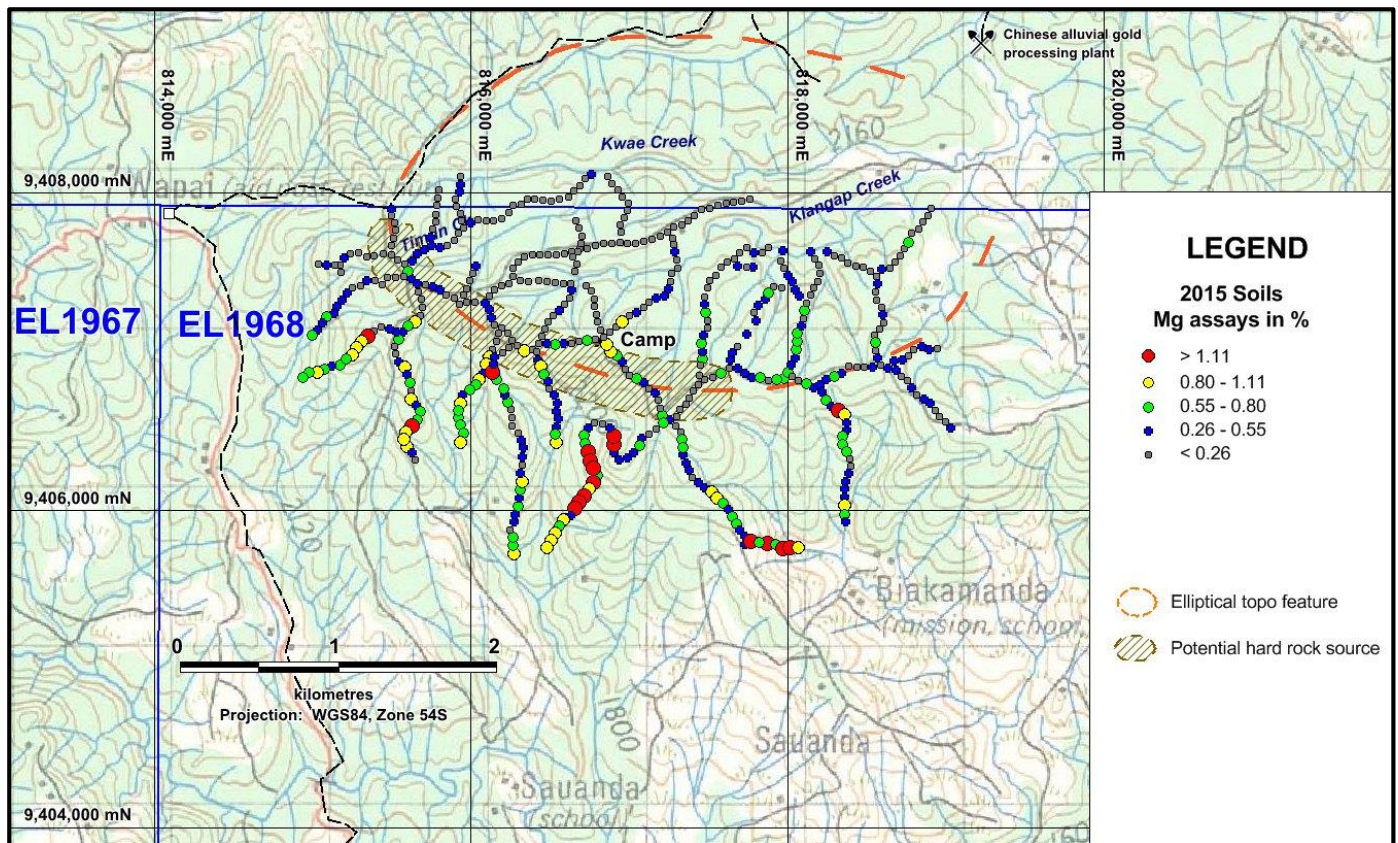 Chinese alluvial gold
processing plant
814,000 mE
816,000 mE
818,000 mE
820,000 mE
2160
Kwae Creek
9,408,000 mN
Wapai
Klangap Creek
EL1967
EL1968
Camp
9,406,000 mN
2120
Biakamanda
(mission, school
0 1 2
kilometres
Projection: WGS84, Zone 54S
1800
Sauanda
Sauanda
(school)
9,404,000 mN
LEGEND
2015 Soils
Mg assays in %
> 1.11
0.80 - 1.11
0.55 - 0.80
0.26 - 0.55
< 0.26
Elliptical topo feature
Potential hard rock source